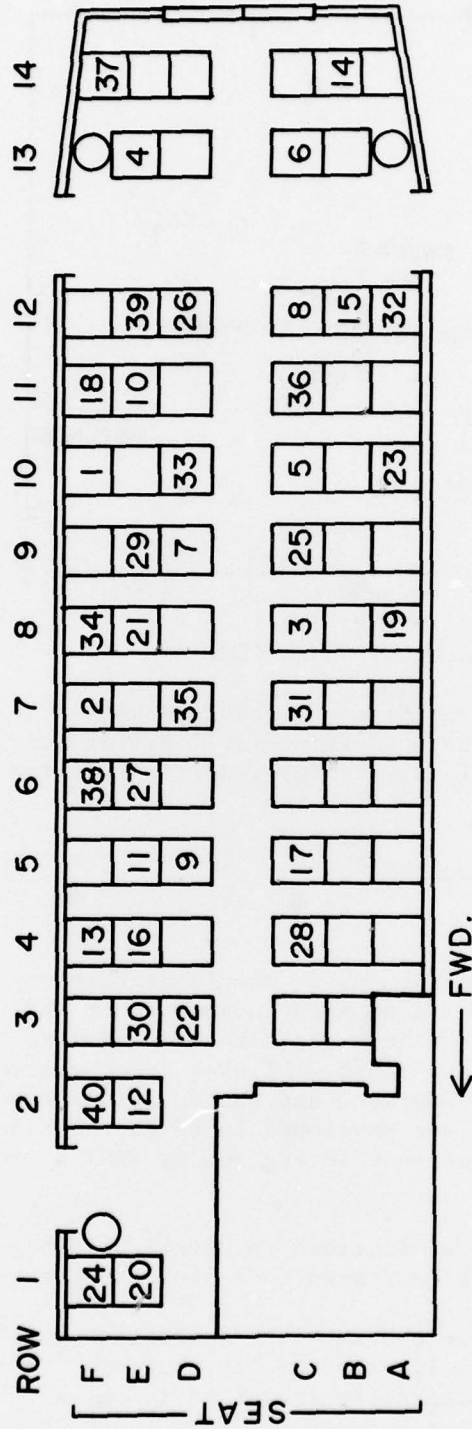 ROW 1 2 3 4 5 6 7 8 9 10 11 12 13 14
F 24 40 13 38 2 34 1 18 37
E 20 12 30 16 11 27 21 29 10 39 4
D 22 9 35 7 33 26
SEAT
C 28 17 31 3 25 5 36 8 6
B 15 14
A 19 23 32
FWD.